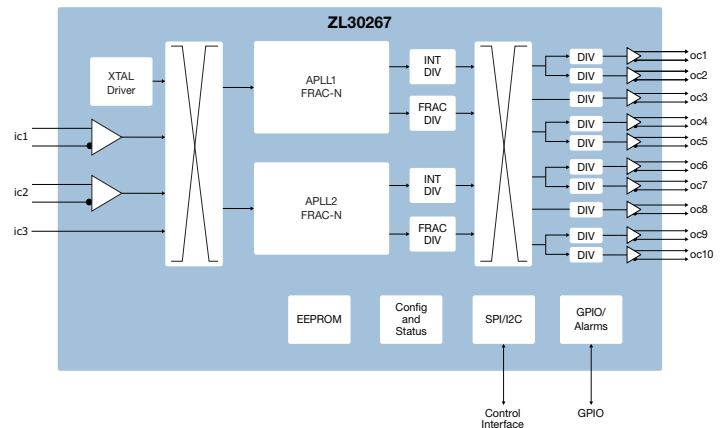 ZL30267
XTAL
Driver
APLL1
FRAC-N
INT
DIV
FRAC
DIV
APLL2
FRAC-N
INT
DIV
FRAC
DIV
DIV
DIV
DIV
DIV
DIV
DIV
DIV
DIV
DIV
DIV
ic1
ic2
ic3
oc1
oc2
oc3
oc4
oc5
oc6
oc7
oc8
oc9
oc10
EEPROM
Config
and
Status
SPI/I2C
GPIO/
Alarms
Control
Interface
GPIO